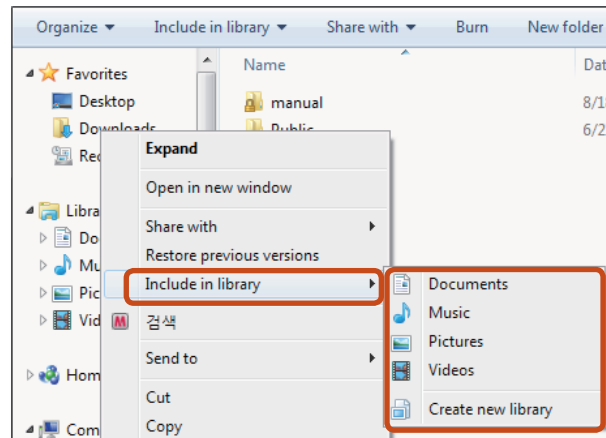 Organize Include in library Share with Burn New folder
Name
Favorites
Desktop
manual
Downloads
Public
Expand
Open in new window
Share with
Restore previous versions
Include in library
검색
Send to
Cut
Copy
Documents
Music
Pictures
Videos
Create new library